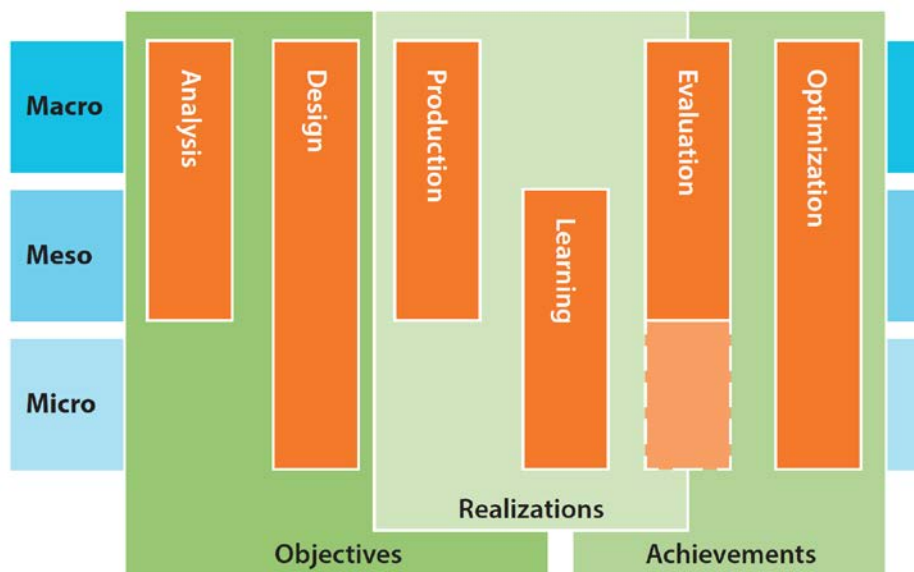 Macro
Meso
Micro
Analysis
Design
Production
Learning
Evaluation
Optimization
Realizations
Objectives
Achievements